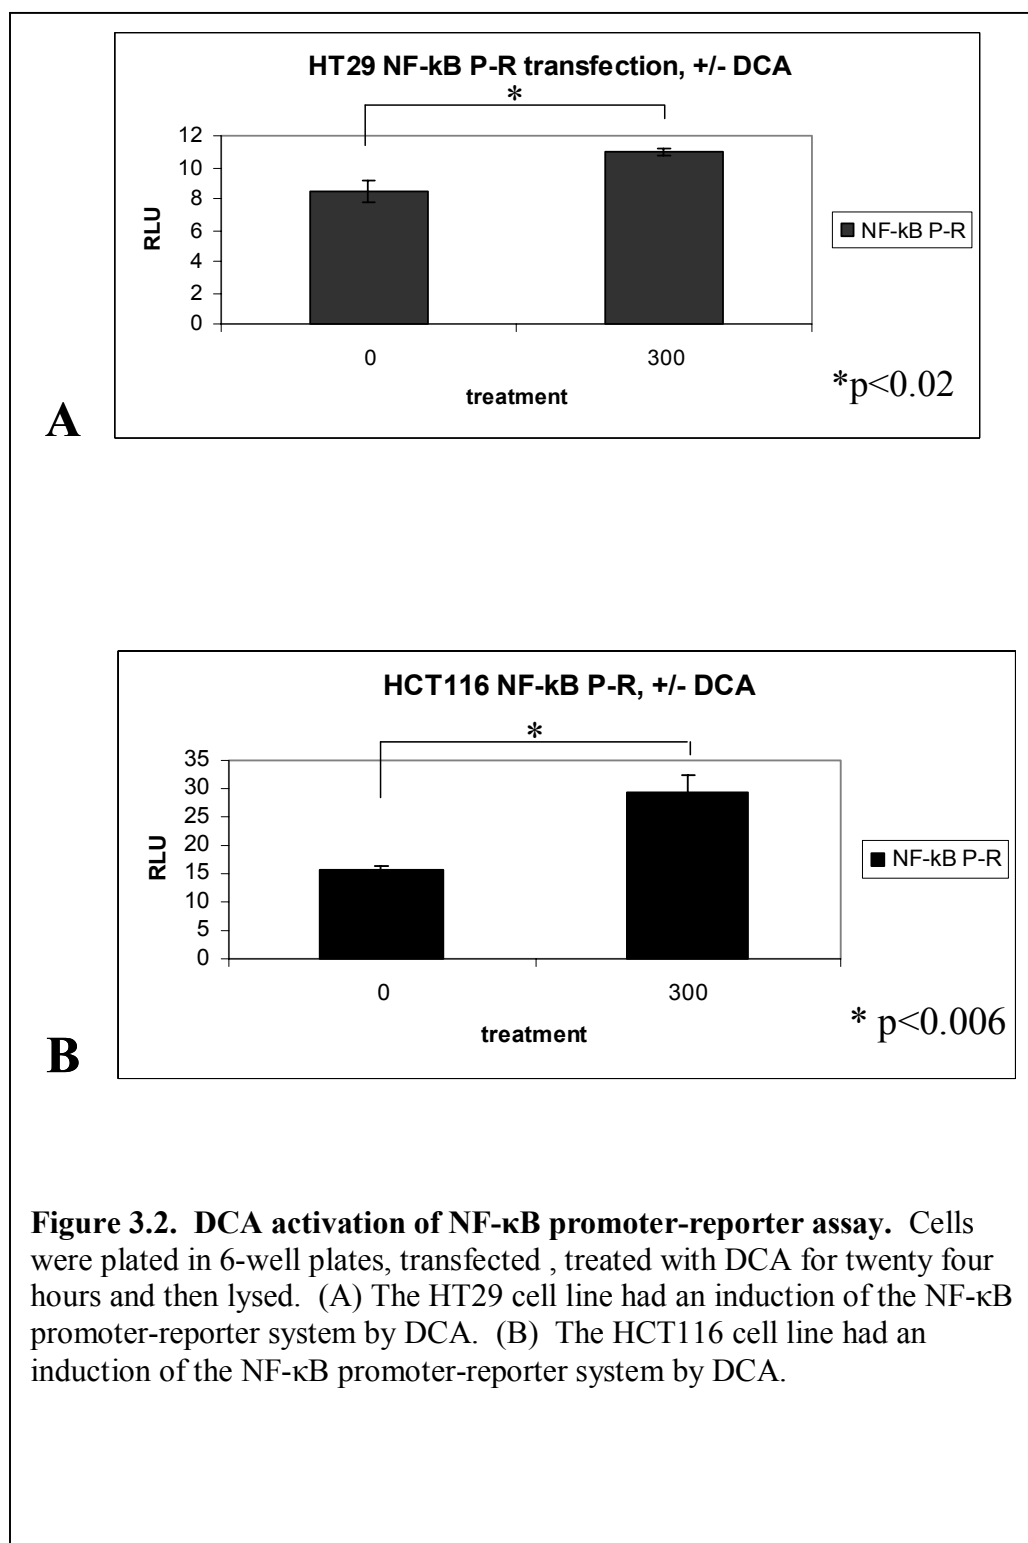 HT29 NF-kB P-R transfection, +/- DCA
*
12
10
8
6
4
2
0
RLU
0
300
treatment
NF-kB P-R
*p<0.02
A
HCT116 NF-kB P-R, +/- DCA
*
35
30
25
20
15
10
5
0
RLU
0
300
treatment
NF-kB P-R
* p<0.006
B
Figure 3.2.  DCA activation of NF-κB promoter-reporter assay.  Cells
were plated in 6-well plates, transfected , treated with DCA for twenty four
hours and then lysed.  (A) The HT29 cell line had an induction of the NF-κB
promoter-reporter system by DCA.  (B)  The HCT116 cell line had an
induction of the NF-κB promoter-reporter system by DCA.